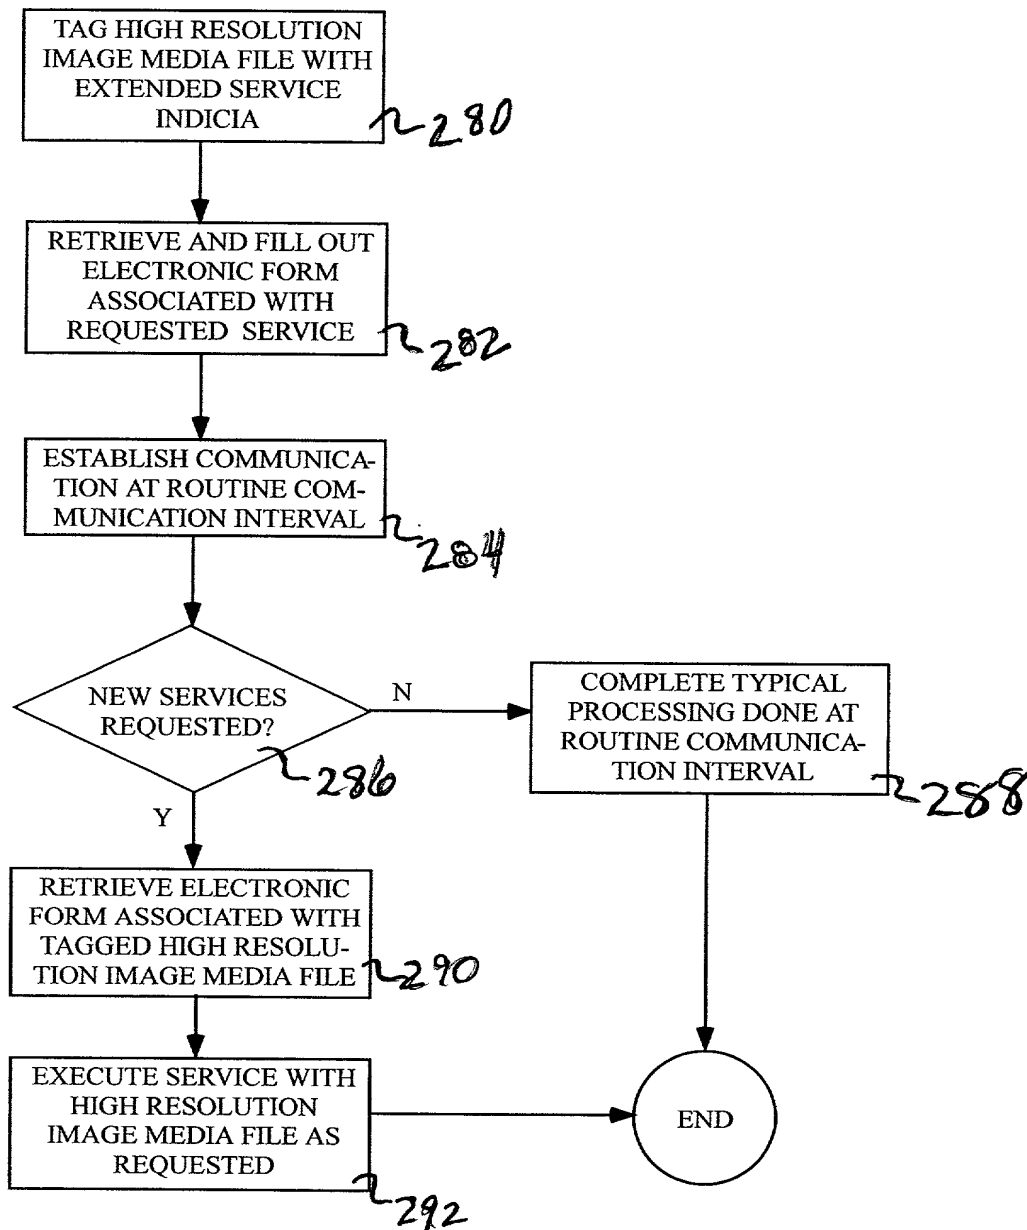 TAG HIGH RESOLUTION
IMAGE MEDIA FILE WITH
EXTENDED SERVICE
INDICIA
280
RETRIEVE AND FILL OUT
ELECTRONIC FORM
ASSOCIATED WITH
REQUESTED SERVICE
282
ESTABLISH COMMUNICA-
TION AT ROUTINE COM-
MUNICATION INTERVAL
284
NEW SERVICES
REQUESTED?
286
N
COMPLETE TYPICAL
PROCESSING DONE AT
ROUTINE COMMUNICA-
TION INTERVAL
288
Y
RETRIEVE ELECTRONIC
FORM ASSOCIATED WITH
TAGGED HIGH RESOLU-
TION IMAGE MEDIA FILE
290
EXECUTE SERVICE WITH
HIGH RESOLUTION
IMAGE MEDIA FILE AS
REQUESTED
292
END